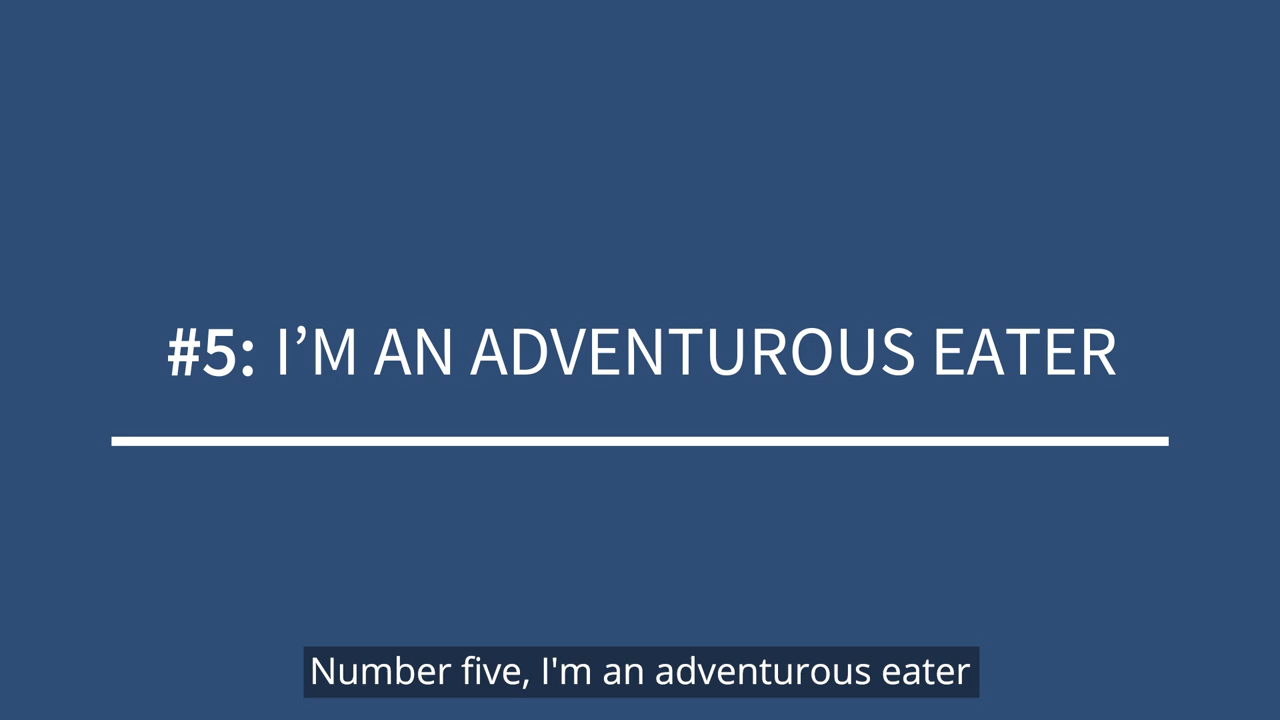 #5: I’M AN ADVENTUROUS EATER
Number five, I'm an adventurous eater